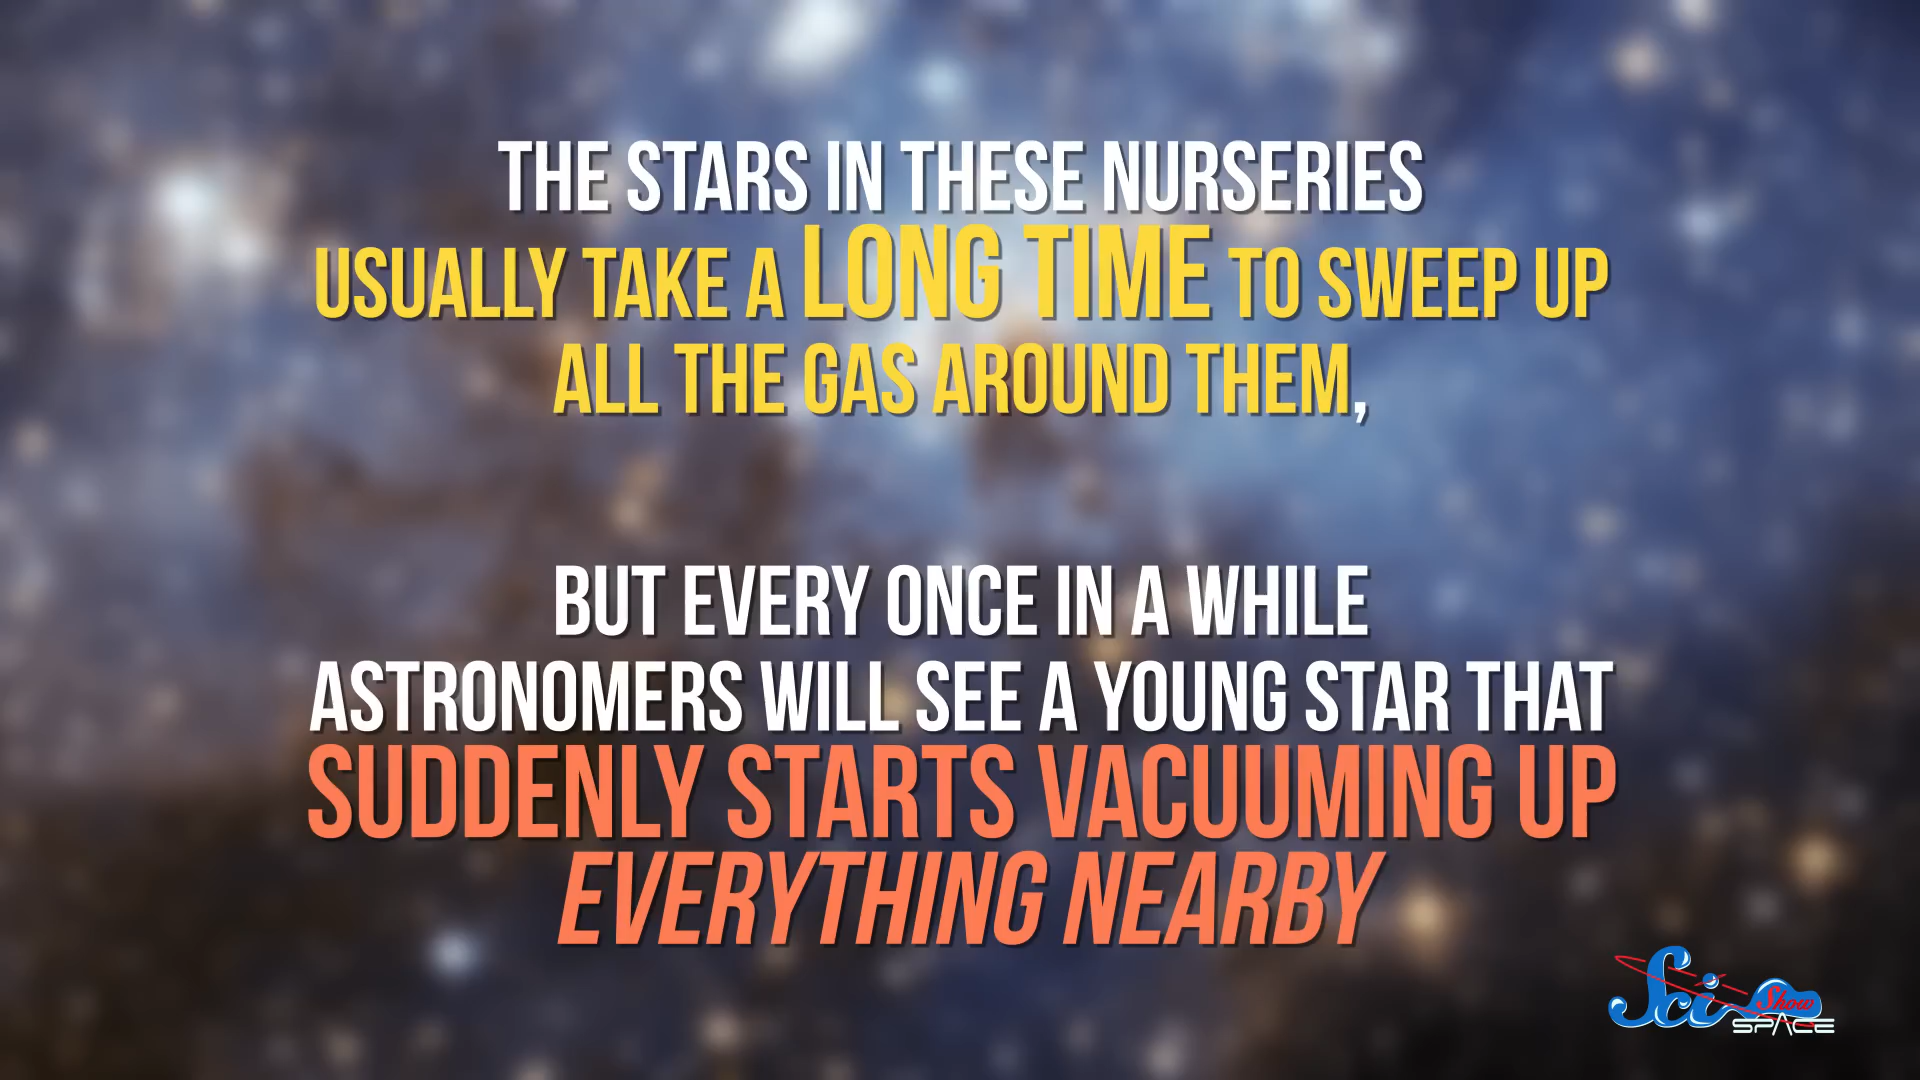 THE STARS IN THESE NURSERIES
USUALLY TAKE A LONG TIME TO SWEEP UP
ALL THE GAS AROUND THEM,
BUT EVERY ONCE IN A WHILE
ASTRONOMERS WILL SEE A YOUNG STAR THAT
SUDDENLY STARTS VACUUMING UP
EVERYTHING NEARBY
Sci Show
SPACE